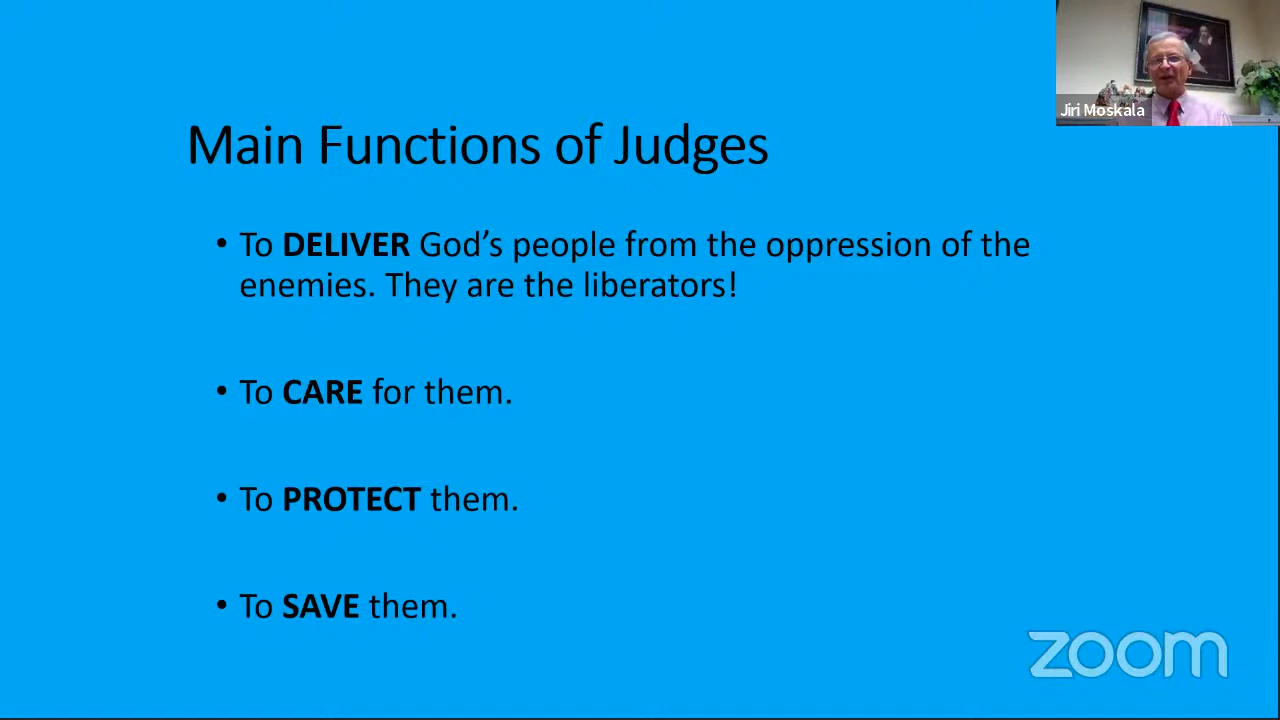 Jiri Moskala
Main Functions of Judges
• To DELIVER God's people from the oppression of the
enemies. They are the liberators!
• To CARE for them.
• To PROTECT them.
• To SAVE them.
zoom